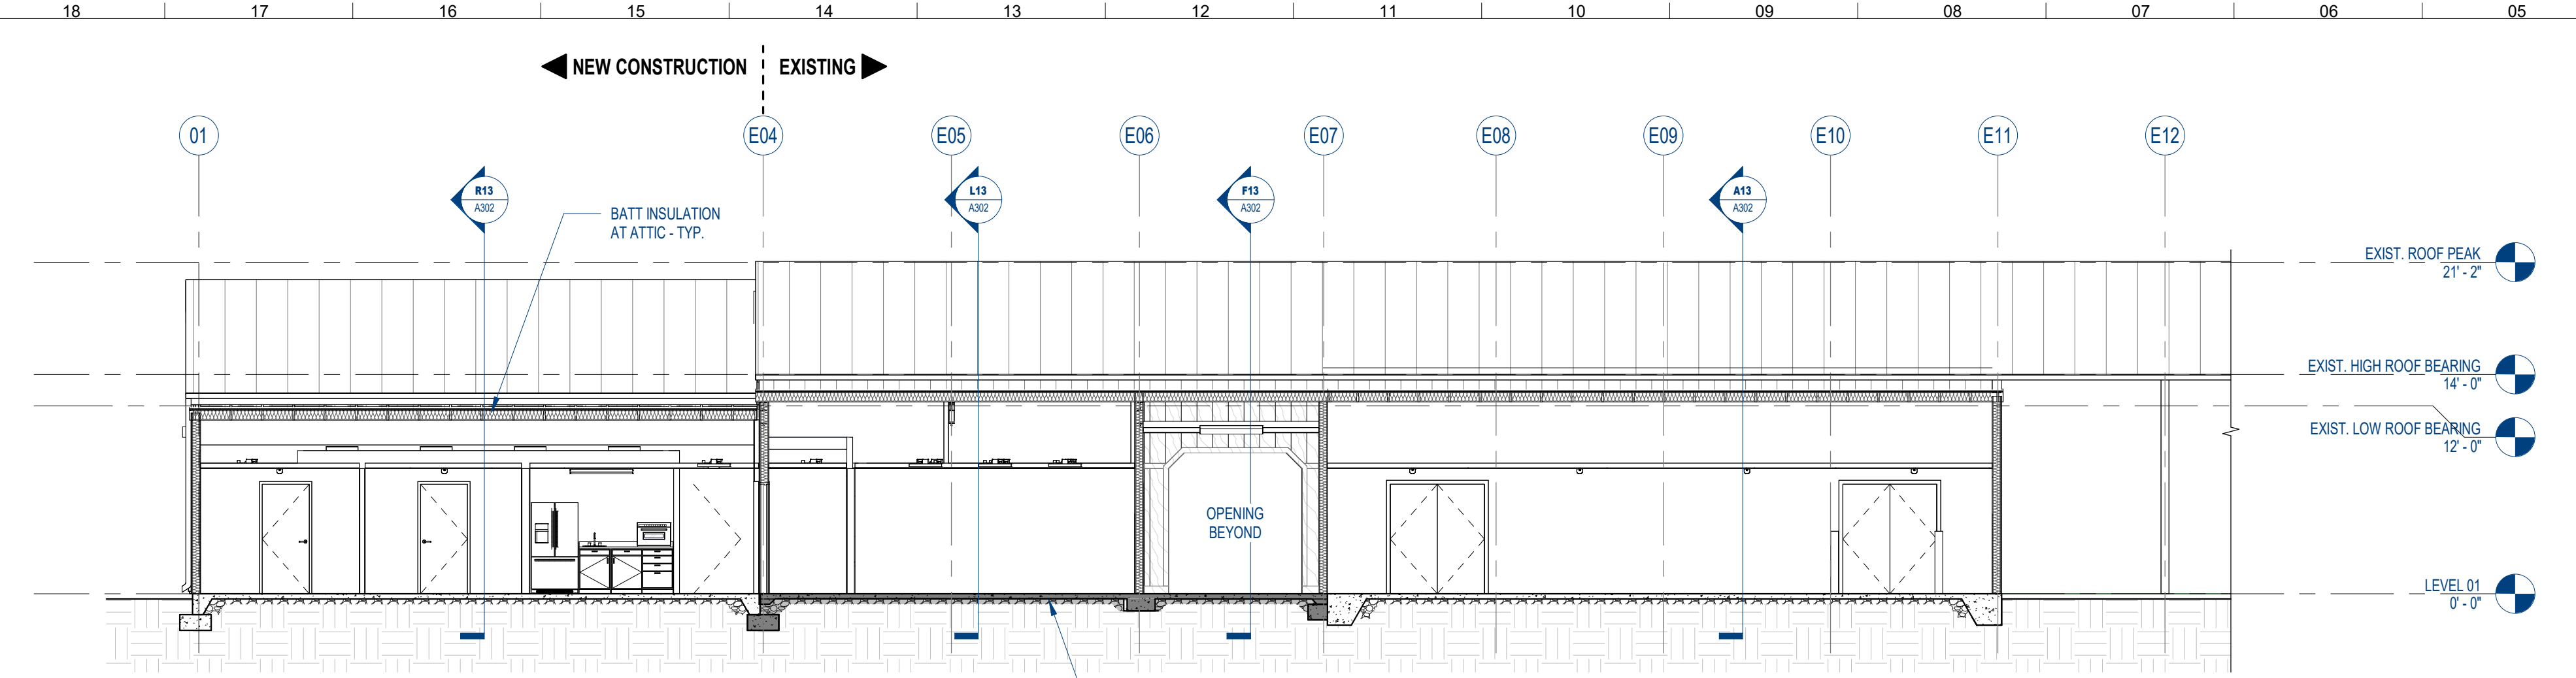 18 17 16 15 14 13 12 11 10 09 08 07 06 05
NEW CONSTRUCTION EXISTING
01 E04 E05 E06 E07 E08 E09 E10 E11 E12
R13 L13 F13 A13
A302 A302 A302 A302
BATT INSULATION
AT ATTIC - TYP.
EXIST. ROOF PEAK
21' - 2"
EXIST. HIGH ROOF BEARING
14' - 0"
EXIST. LOW ROOF BEARING
12' - 0"
OPENING
BEYOND
LEVEL 01
0' - 0"